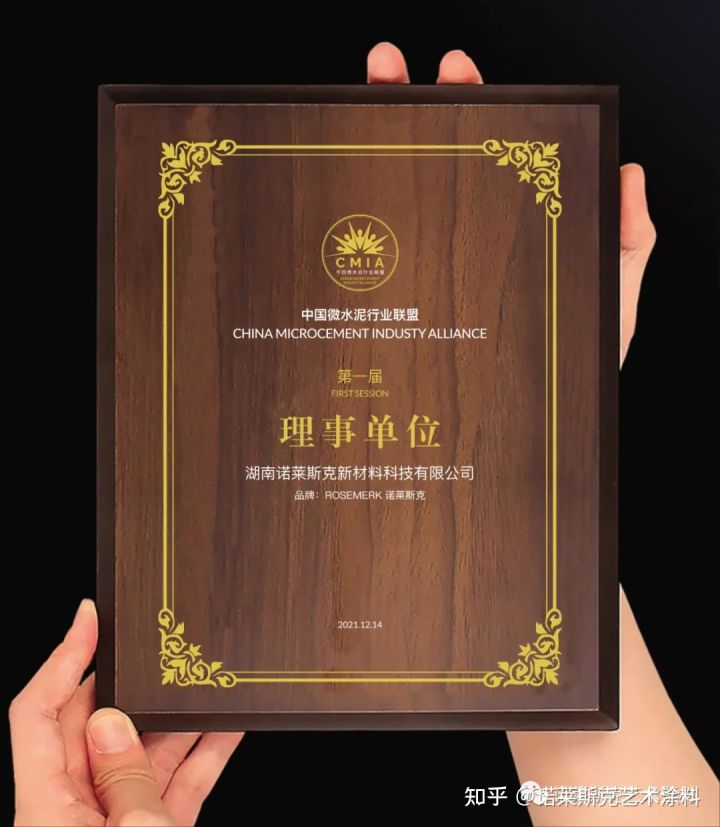 CMIA
中国微水泥行业联盟
CHINA MICROCEMENT
INDUSTY ALLIANCE
中国微水泥行业联盟
CHINA MICROCEMENT INDUSTY ALLIANCE
第一届
FIRST SESSION
理事单位
湖南诺莱斯克新材料科技有限公司
品牌：ROSEMERK 诺莱斯克
2021.12.14
知乎 @诺莱斯克艺术涂料